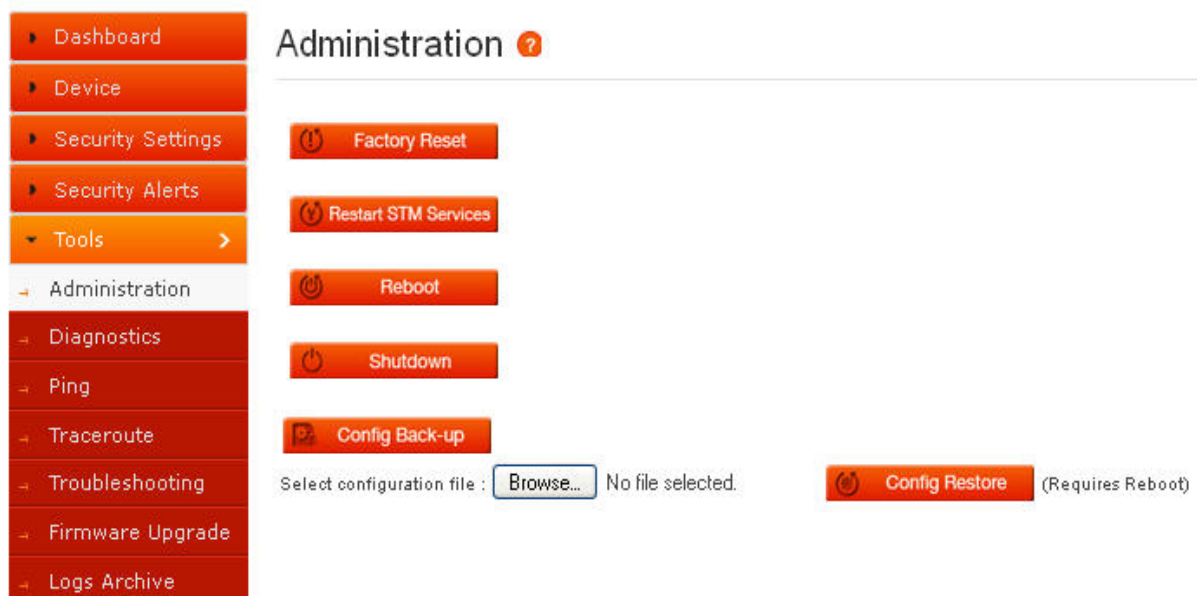 Dashboard
Device
Security Settings
Security Alerts
Tools
Administration
Diagnostics
Ping
Traceroute
Troubleshooting
Firmware Upgrade
Logs Archive
Administration ?
Factory Reset
Restart STM Services
Reboot
Shutdown
Config Back-up
Select configuration file : Browse... No file selected. Config Restore (Requires Reboot)